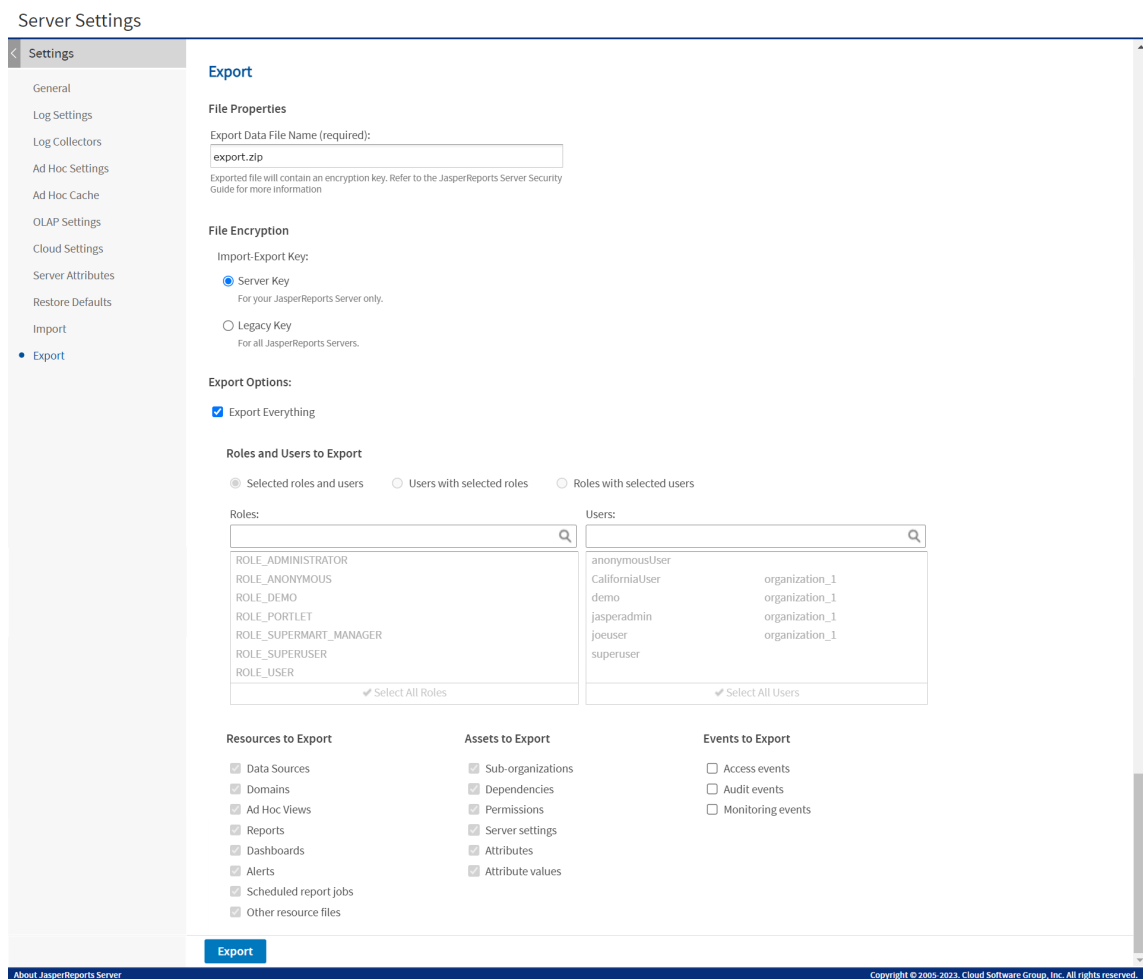 Server Settings
Settings
General
Log Settings
Log Collectors
Ad Hoc Settings
Ad Hoc Cache
OLAP Settings
Cloud Settings
Server Attributes
Restore Defaults
Import
Export
Export
File Properties
Export Data File Name (required):
export.zip
Exported file will contain an encryption key. Refer to the JasperReports Server Security
Guide for more information
File Encryption
Import-Export Key:
Server Key
For your JasperReports Server only.
Legacy Key
For all JasperReports Servers.
Export Options:
Export Everything
Roles and Users to Export
Selected roles and users Users with selected roles Roles with selected users
Roles:
ROLE_ADMINISTRATOR
ROLE_ANONYMOUS
ROLE_DEMO
ROLE_PORTLET
ROLE_SUPERMART_MANAGER
ROLE_SUPERUSER
ROLE_USER
Select All Roles
Users:
anonymousUser
CaliforniaUser organization_1
demo organization_1
jasperadmin organization_1
joeuser organization_1
superuser
Select All Users
Resources to Export
Data Sources
Domains
Ad Hoc Views
Reports
Dashboards
Alerts
Scheduled report jobs
Other resource files
Assets to Export
Sub-organizations
Dependencies
Permissions
Server settings
Attributes
Attribute values
Events to Export
Access events
Audit events
Monitoring events
Export
About JasperReports Server
Copyright © 2005-2023. Cloud Software Group, Inc. All rights reserved.